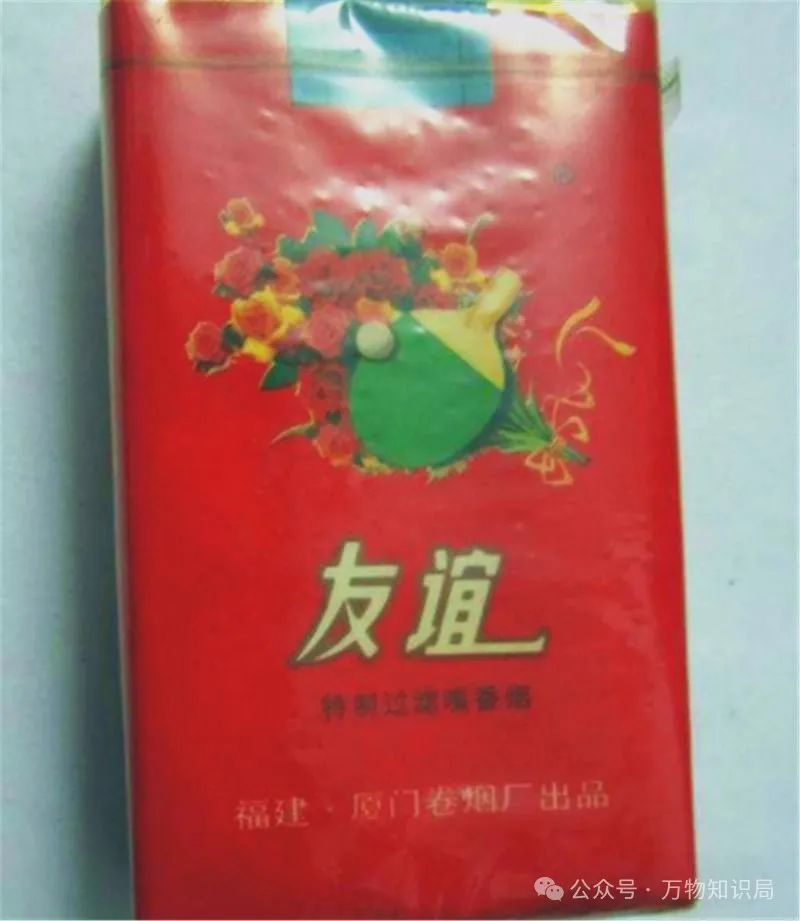 友谊
特制过滤嘴香烟
福建·厦门卷烟厂出品
公众号·万物知识局